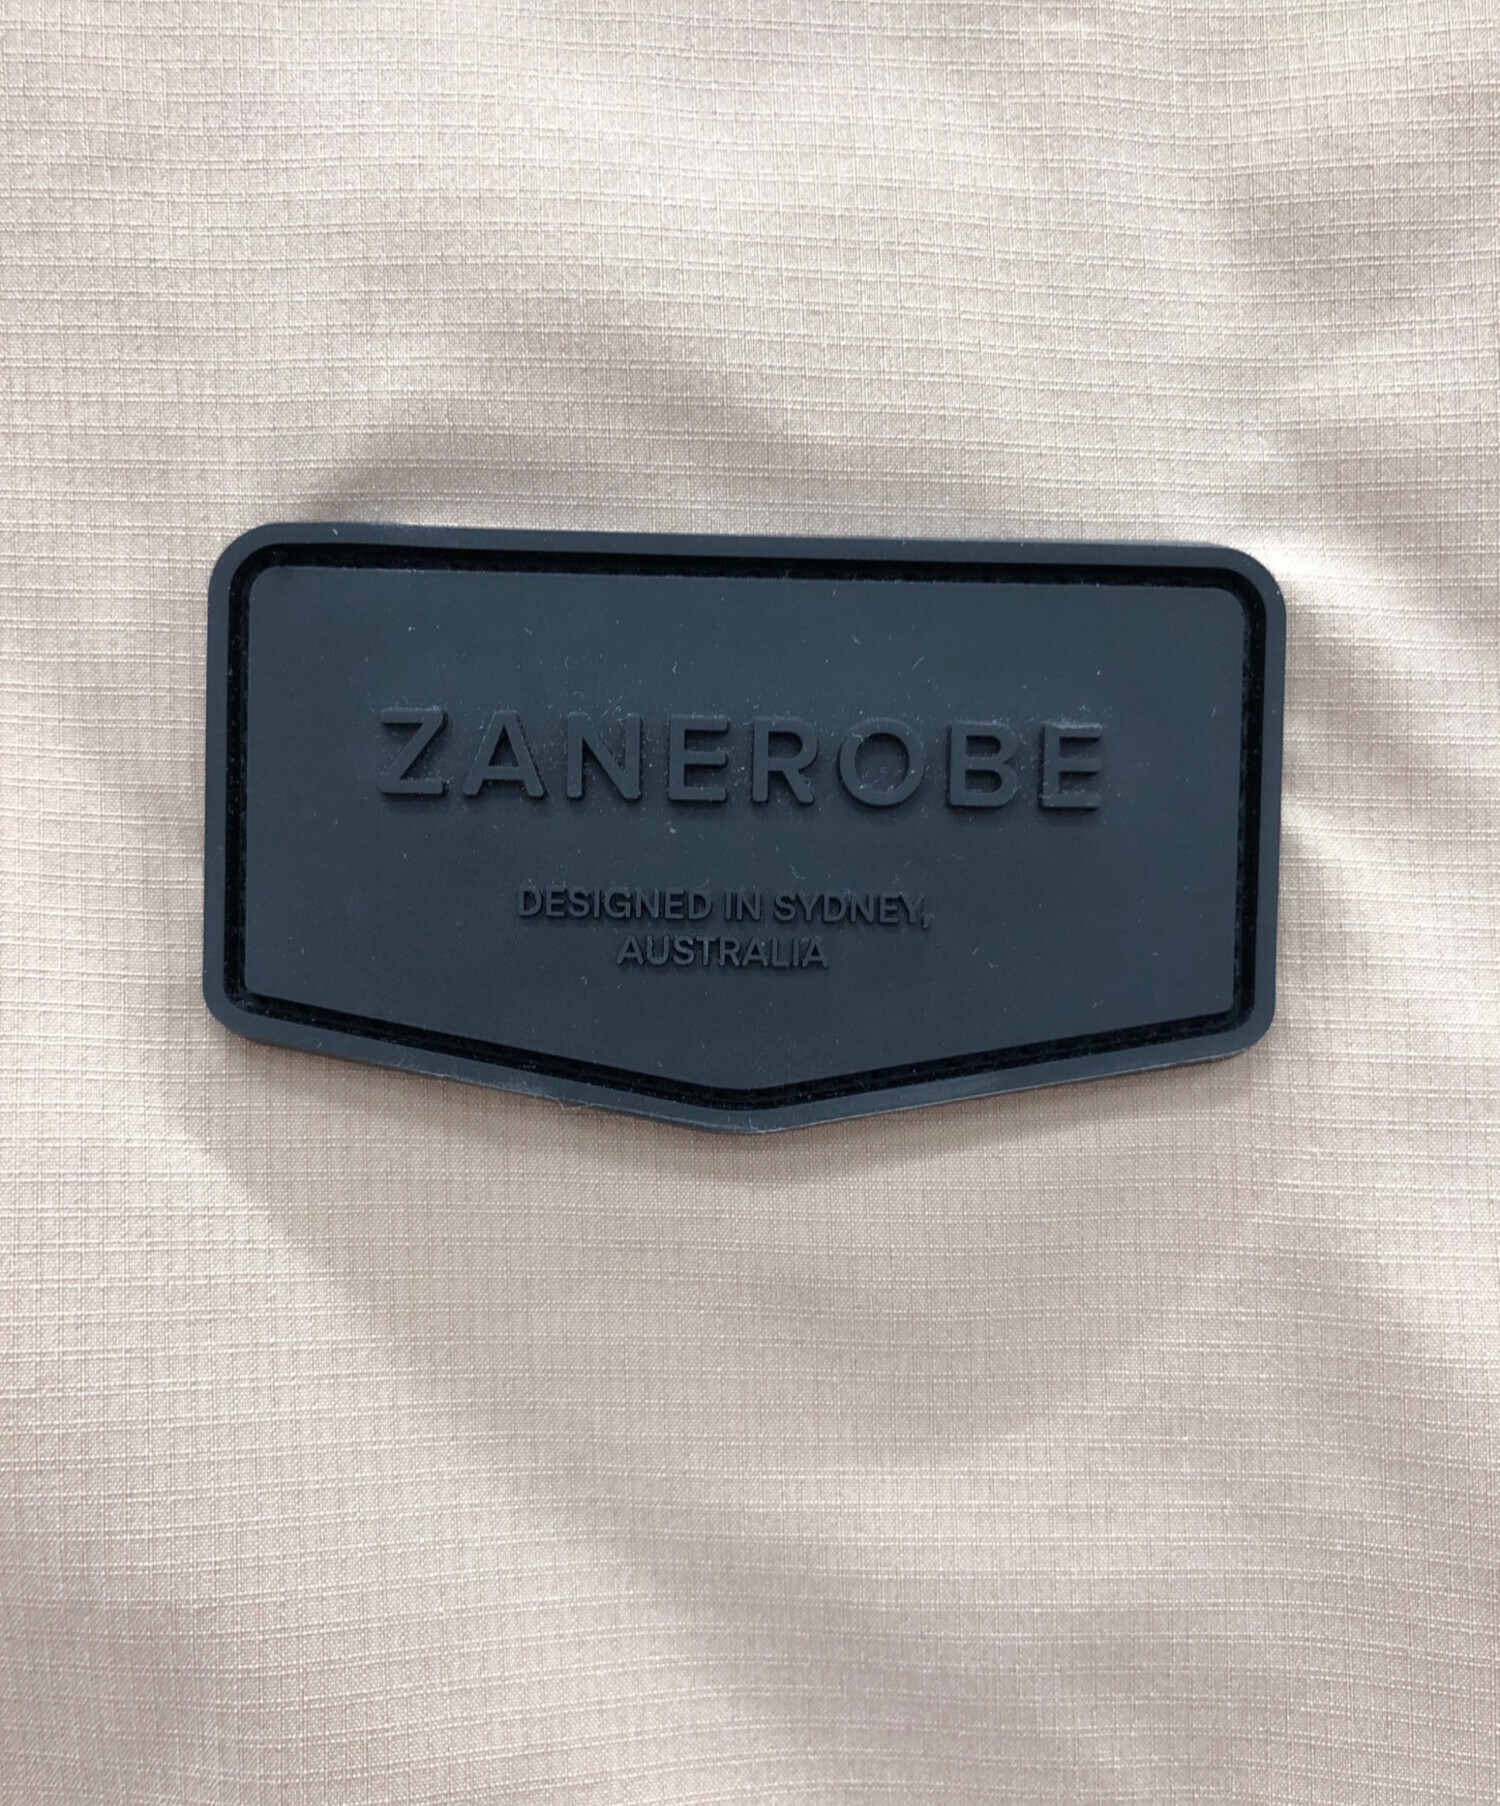 ZANEROBE
DESIGNED IN SYDNEY,
AUSTRALIA